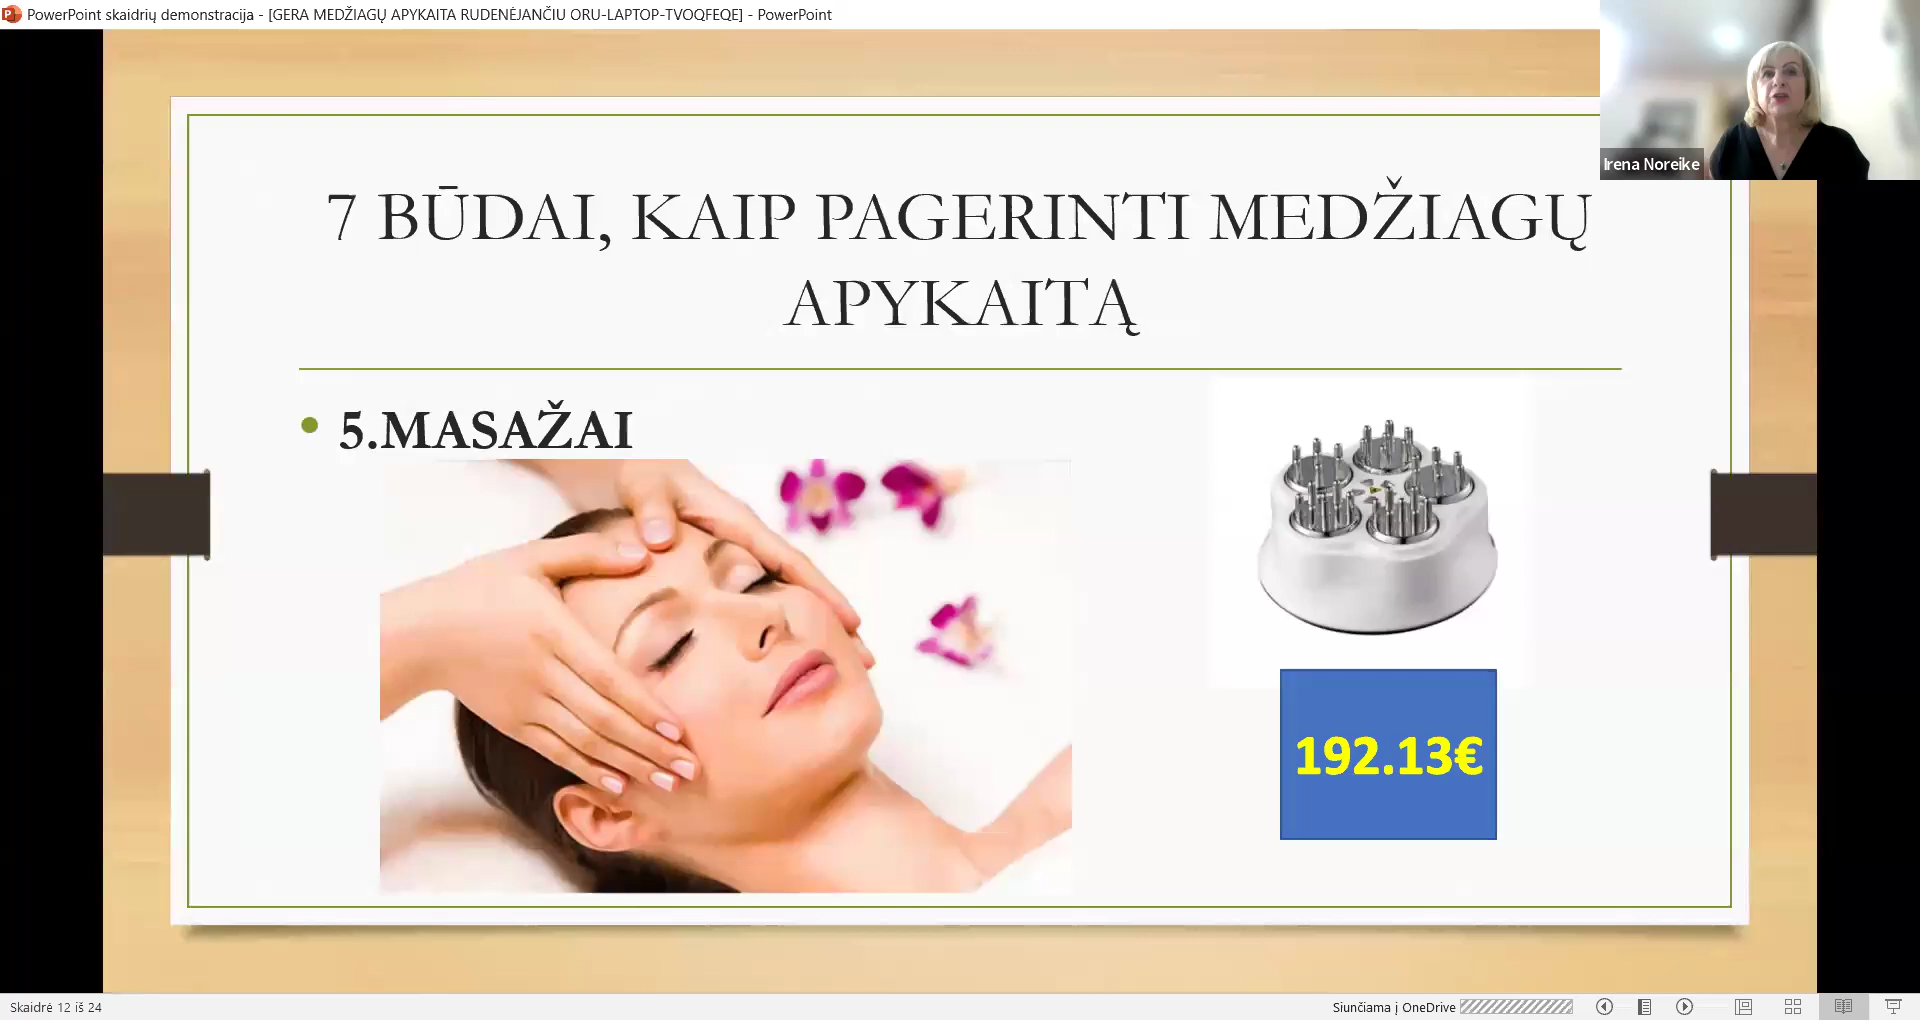 PowerPoint skaidrių demonstracija - [GERA MEDŽIAGŲ APYKAITA RUDENĖJANČIU ORU-LAPTOP-TVOQFEQE] - PowerPoint
Irena Noreike
7 BŪDAI, KAIP PAGERINTI MEDŽIAGŲ
APYKAITĄ
5.MASAŽAI
192.13€
Skaidrė 12 iš 24
Siunčiama į OneDrive